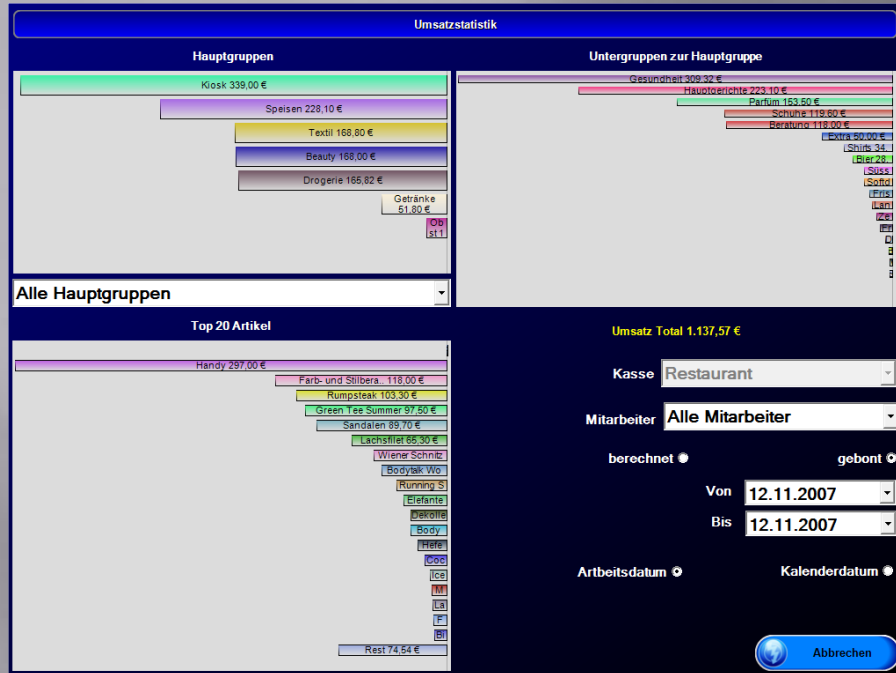 Umsatzstatistik
Hauptgruppen
Kiosk 339,00 €
Speisen 228,10 €
Textil 168,80 €
Beauty 168,00 €
Drogerie 165,82 €
Getränke
51,80 €
Ob
st 1
Alle Hauptgruppen
Untergruppen zur Hauptgruppe
Gesundheit 309,32 €
Hauptgerichte 223,10 €
Parfüm 153,50 €
Schuhe 119,60 €
Beratung 118,00 €
Extra 50,00 €
Shirts 34,
Bier 28,
Süss
Softd
Fris
Lan
Ze
Top 20 Artikel
Handy 297,00 €
Farb- und Stilbera.. 118,00 €
Rumpsteak 103,30 €
Green Tee Summer 97,50 €
Sandalen 89,70 €
Lachsfilet 65,30 €
Wiener Schnitz
Bodytalk Wo
Running S
Elefante
Dekolle
Body
Hefe
Coc
Ice
M
La
F
Bi
Rest 74,54 €
Umsatz Total 1.137,57 €
Kasse Restaurant
Mitarbeiter Alle Mitarbeiter
berechnet gebont
Von 12.11.2007
Bis 12.11.2007
Artbeitsdatum Kalenderdatum
Abbrechen